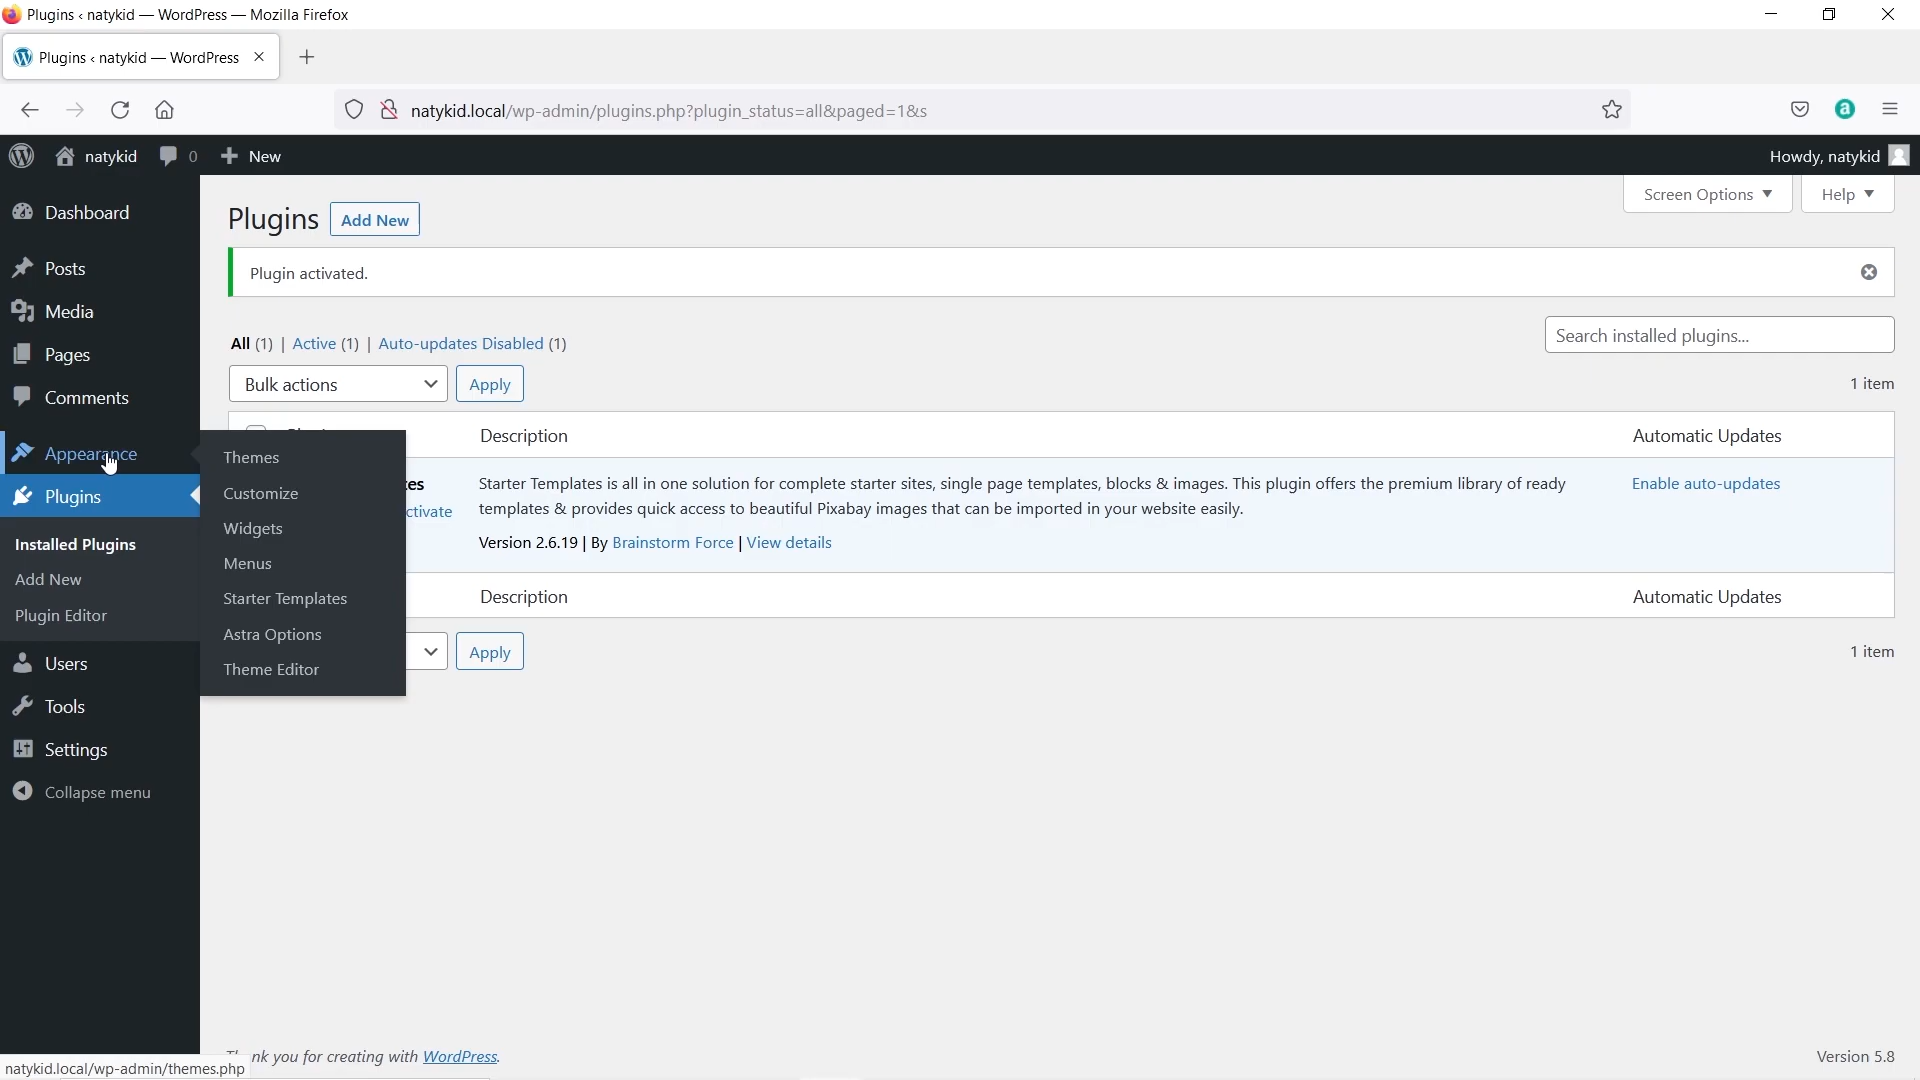 Plugins ‹ natykid — WordPress — Mozilla Firefox
Plugins ‹ natykid — WordPress
natykid.local/wp-admin/plugins.php?plugin_status=all&paged=1&s
natykid 0 New Howdy, natykid
Screen Options Help
Dashboard
Posts
Media
Pages
Comments
Appearance
Plugins
Installed Plugins
Add New
Plugin Editor
Users
Tools
Settings
Collapse menu
Themes
Customize
Widgets
Menus
Starter Templates
Astra Options
Theme Editor
Plugins Add New
Plugin activated.
All (1) | Active (1) | Auto-updates Disabled (1)
Search installed plugins...
Bulk actions Apply 1 item
Description Automatic Updates
tes Starter Templates is all in one solution for complete starter sites, single page templates, blocks & images. This plugin offers the premium library of ready Enable auto-updates
ctivate templates & provides quick access to beautiful Pixabay images that can be imported in your website easily.
Version 2.6.19 | By Brainstorm Force | View details
Description Automatic Updates
Apply 1 item
nk you for creating with WordPress. Version 5.8
natykid.local/wp-admin/themes.php